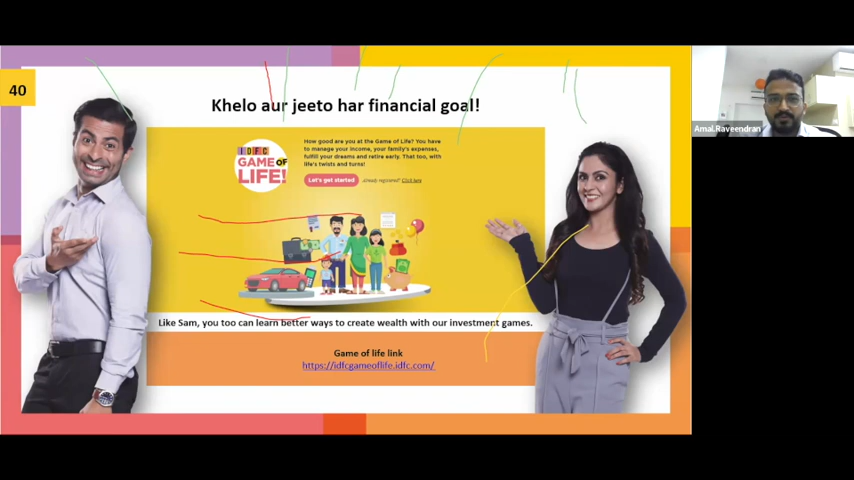 40
Khelo aur jeeto har financial goal!
IDFC
GAME OF
LIFE!
How good are you at the Game of Life? You have
to manage your income, your family's expenses,
fulfill your dreams and retire early. That too, with
life's twists and turns!
Let's get started
Already registered? Click here
Like Sam, you too can learn better ways to create wealth with our investment games.
Game of life link
https://idfcgameoflife.idfc.com/
Amal.Raveendran